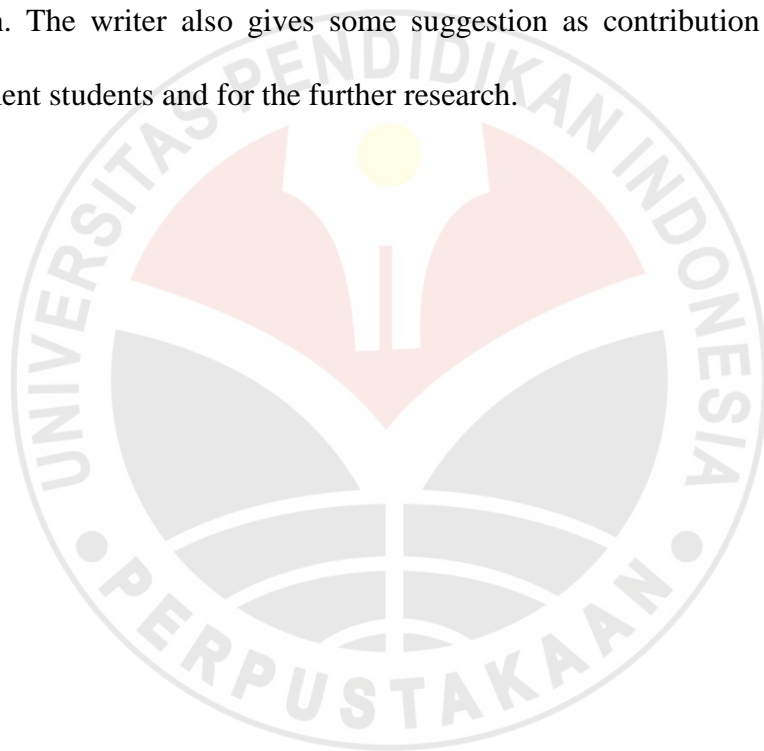 . The writer also gives some suggestion as contribution
ent students and for the further research.
UNIVERSITAS PENDIDIKAN INDONESIA
PERPUSTAKAAN